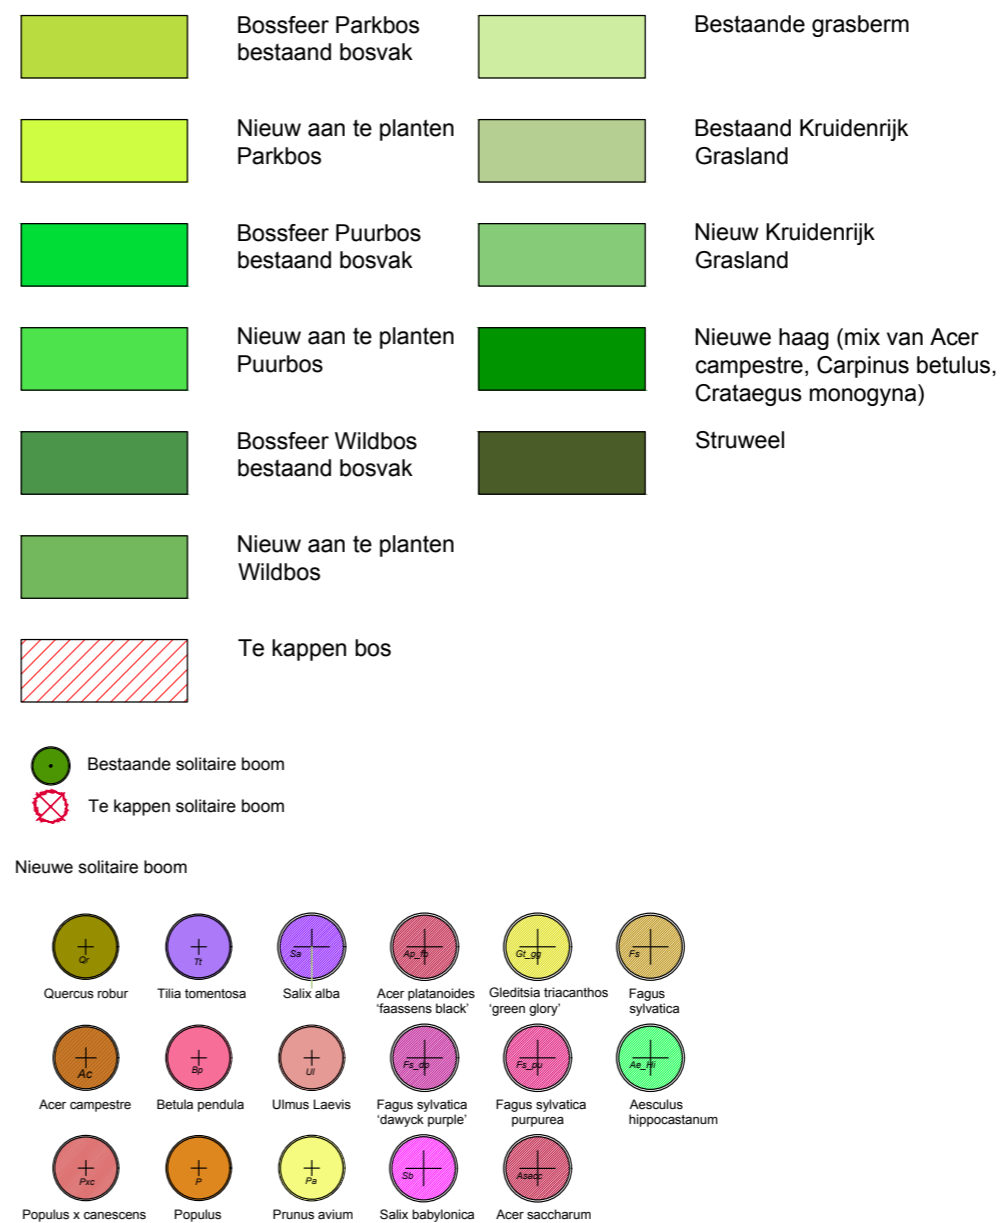 Bossfeer Parkbos
bestaand bosvak
Nieuw aan te planten
Parkbos
Bossfeer Puurbos
bestaand bosvak
Nieuw aan te planten
Puurbos
Bossfeer Wildbos
bestaand bosvak
Nieuw aan te planten
Wildbos
Te kappen bos
Bestaande grasberm
Bestaand Kruidenrijk
Grasland
Nieuw Kruidenrijk
Grasland
Nieuwe haag (mix van Acer
campestre, Carpinus betulus,
Crataegus monogyna)
Struweel
Bestaande solitaire boom
Te kappen solitaire boom
Nieuwe solitaire boom
Qr
Quercus robur
Tt
Tilia tomentosa
Sa
Salix alba
Ap_fb
Acer platanoides
'faassens black'
Gt_gg
Gleditsia triacanthos
'green glory'
Fs
Fagus
sylvatica
Ac
Acer campestre
Bp
Betula pendula
Ul
Ulmus Laevis
Fs_dp
Fagus sylvatica
'dawyck purple'
Fs_pu
Fagus sylvatica
purpurea
Ae_Hi
Aesculus
hippocastanum
Pxc
Populus x canescens
P
Populus
Pa
Prunus avium
Sb
Salix babylonica
Asacc
Acer saccharum